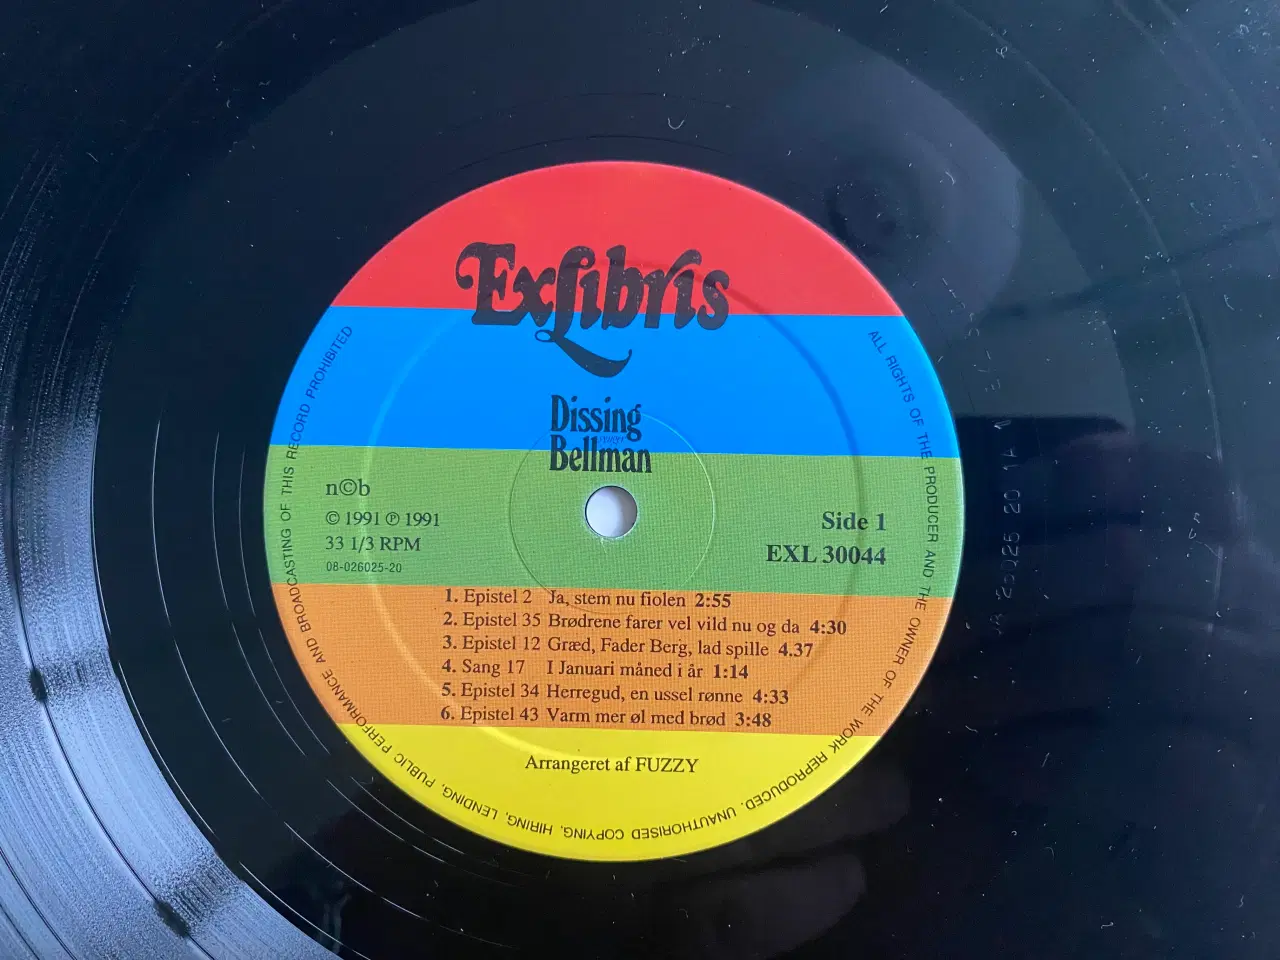 ExLibris
Dissing
synger
Bellman
n©b
© 1991 ℗ 1991
33 1/3 RPM
08-026025-20
Side 1
EXL 30044
1. Epistel 2 Ja, stem nu fiolen 2:55
2. Epistel 35 Brødrene farer vel vild nu og da 4:30
3. Epistel 12 Græd, Fader Berg, lad spille 4.37
4. Sang 17 I Januari måned i år 1:14
5. Epistel 34 Herregud, en ussel rønne 4:33
6. Epistel 43 Varm mer øl med brød 3:48
Arrangeret af FUZZY
ALL RIGHTS OF THE PRODUCER AND THE OWNER OF THE WORK REPRODUCED. UNAUTHORISED COPYING, HIRING, LENDING, PUBLIC PERFORMANCE AND BROADCASTING OF THIS RECORD PROHIBITED